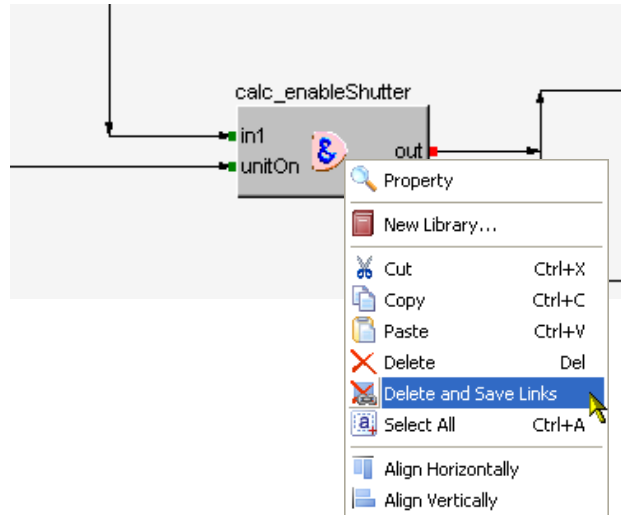 calc_enableShutter
in1
&
out
unitOn
Property
New Library...
Cut Ctrl+X
Copy Ctrl+C
Paste Ctrl+V
Delete Del
Delete and Save Links
a Select All Ctrl+A
Align Horizontally
Align Vertically